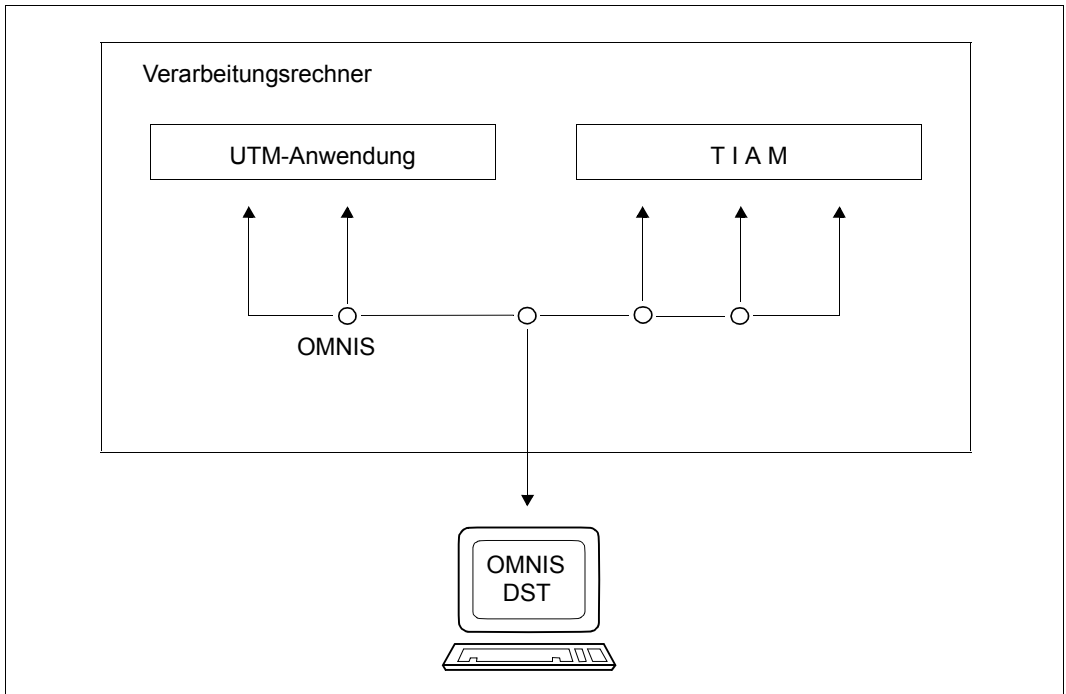 Verarbeitungsrechner
UTM-Anwendung
T I A M
OMNIS
OMNIS
DST